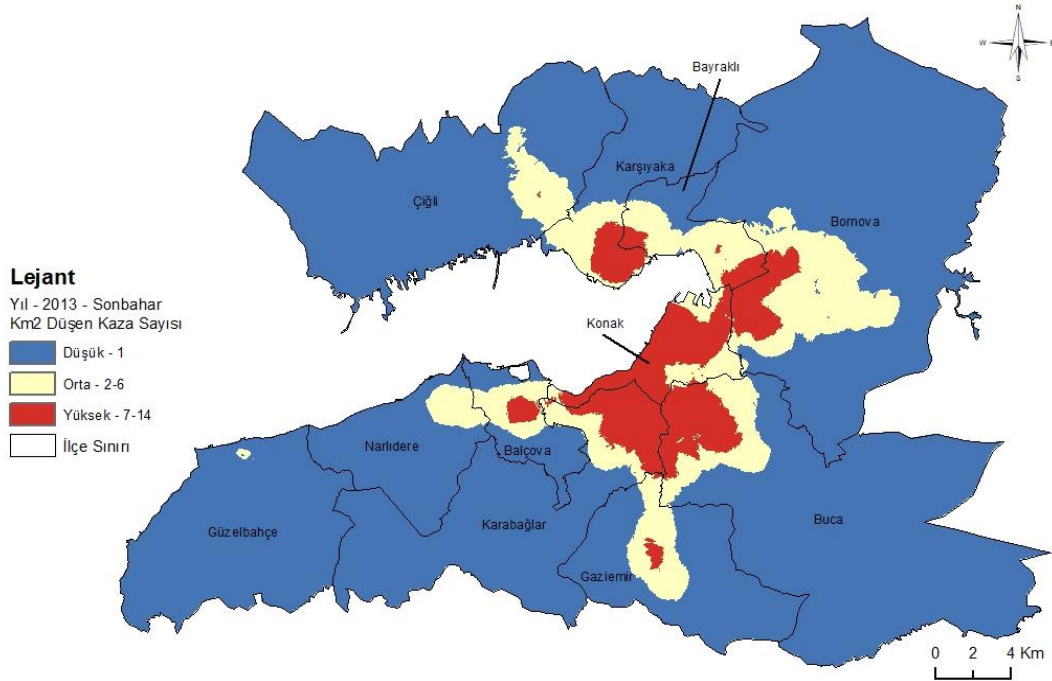 N
W E
S
Bayraklı
Karşıyaka
Çiğli
Bornova
Lejant
Yıl - 2013 - Sonbahar
Km2 Düşen Kaza Sayısı
Düşük - 1
Orta - 2-6
Yüksek - 7-14
İlçe Sınırı
Konak
Narlıdere
Balçova
Güzelbahçe
Karabağlar
Buca
Gaziemir
0 2 4 Km